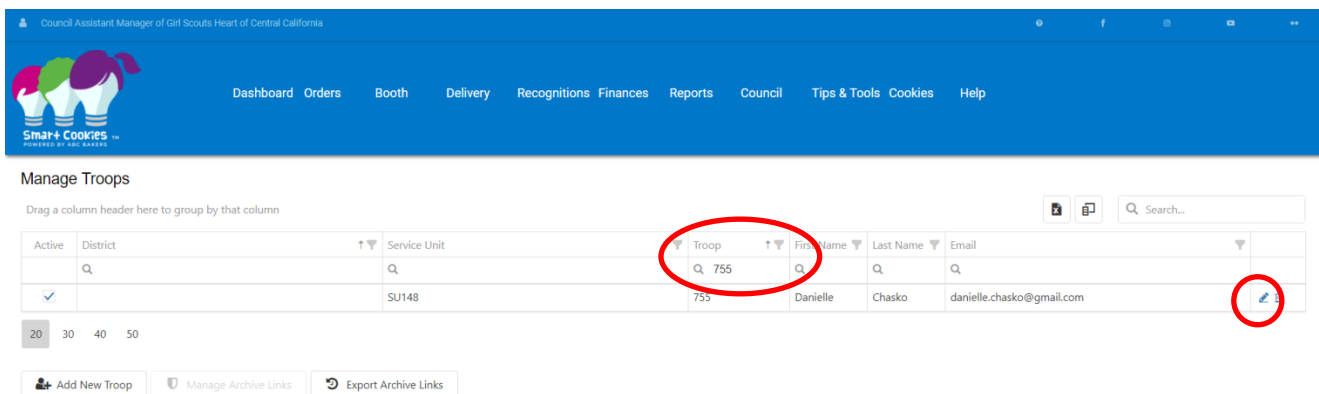 Council Assistant Manager of Girl Scouts Heart of Central California
Smart Cookies TM
POWERED BY ABC BAKERS
Dashboard Orders Booth Delivery Recognitions Finances Reports Council Tips & Tools Cookies Help
Manage Troops
Drag a column header here to group by that column
Search...
Active District Service Unit Troop First Name Last Name Email
755
SU148 755 Danielle Chasko danielle.chasko@gmail.com
20 30 40 50
Add New Troop Manage Archive Links Export Archive Links